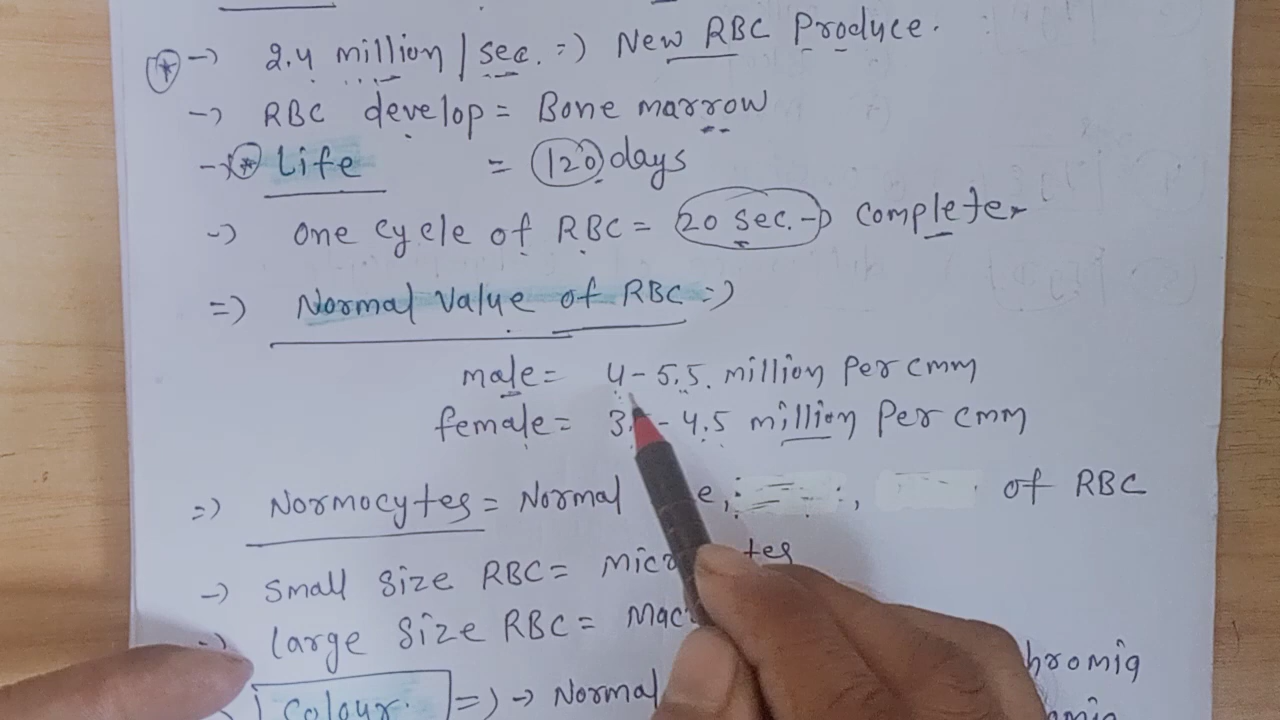 ⊛ -> 2.4 million / sec. => New RBC Produce.
-> RBC develop = Bone marrow
-> ⊛ Life = 120 days
-> One cycle of RBC = 20 sec. -> complete
=> Normal Value of RBC =>
male = 4 - 5.5. million Per cmm
female = - 4.5 million Per cmm
=> Normocytes = Normal of RBC
-> Small Size RBC =
-> Large Size RBC =
Colour. => -> Normal